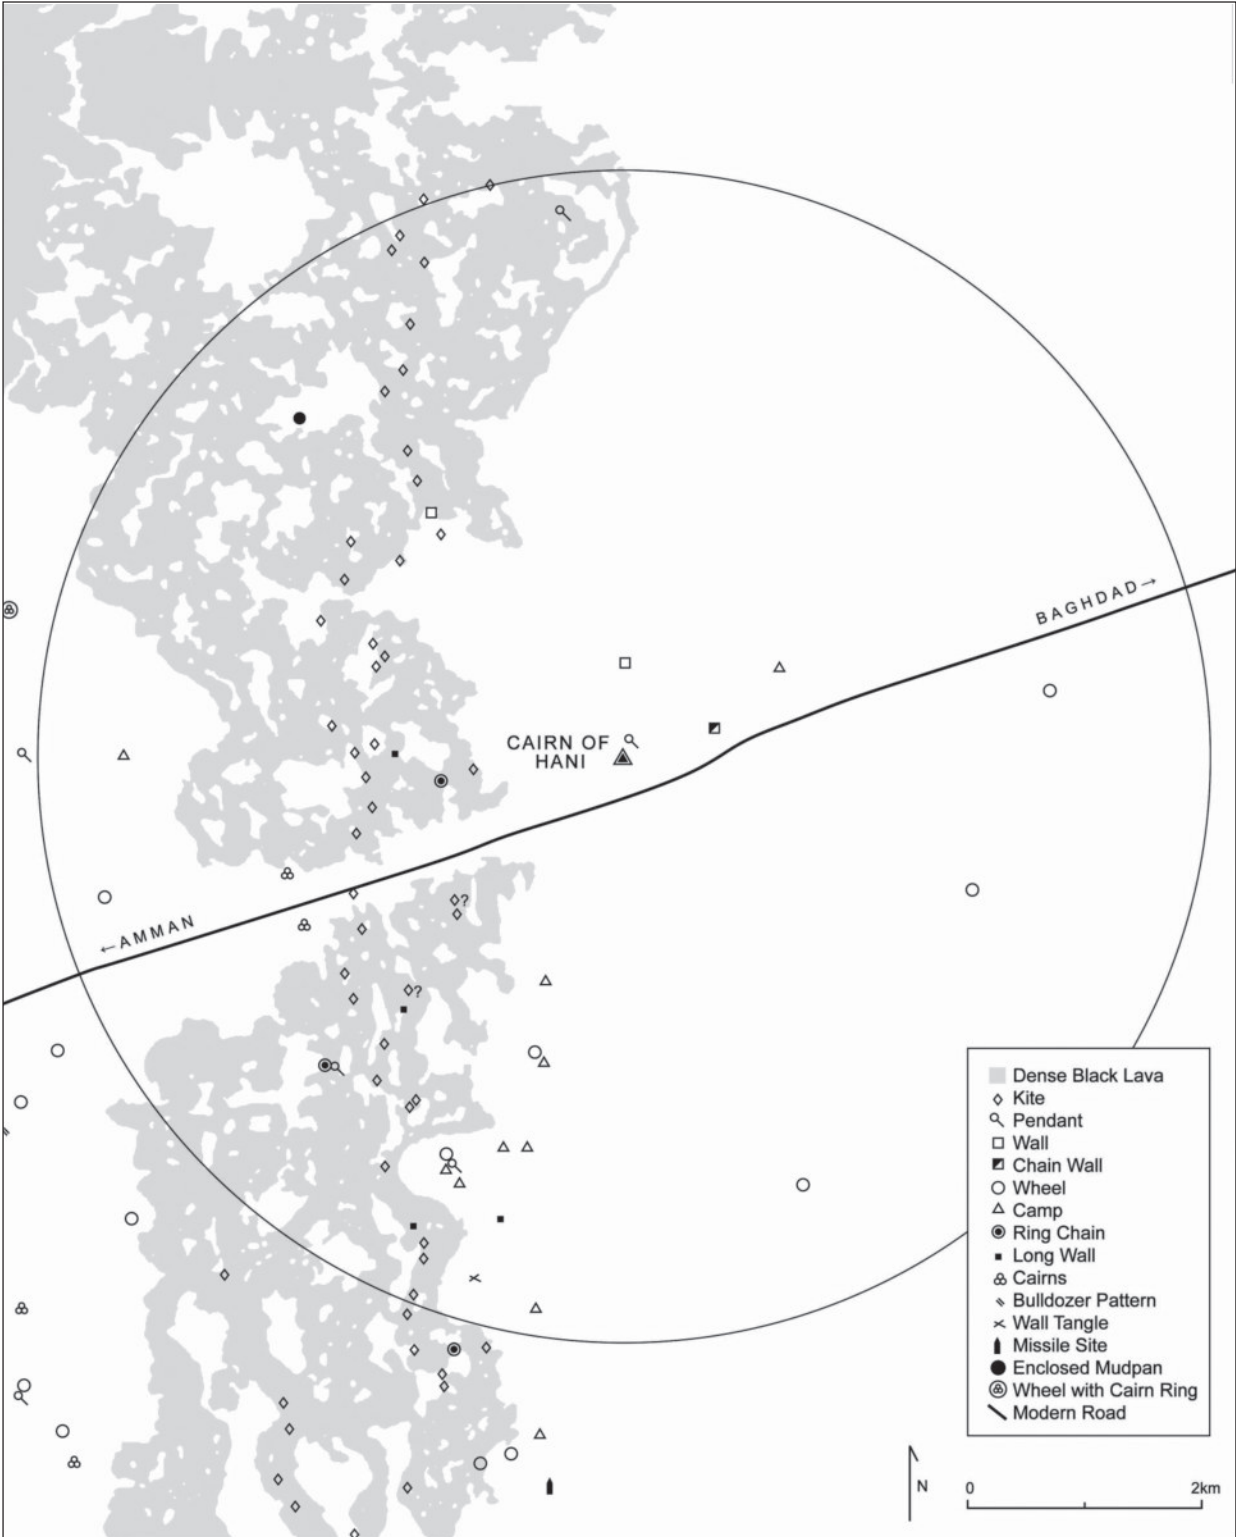 BAGHDAD→
CAIRN OF
HANI
?
←AMMAN
?
Dense Black Lava
Kite
Pendant
Wall
Chain Wall
Wheel
Camp
Ring Chain
Long Wall
Cairns
Bulldozer Pattern
Wall Tangle
Missile Site
Enclosed Mudpan
Wheel with Cairn Ring
Modern Road
N
0 2km